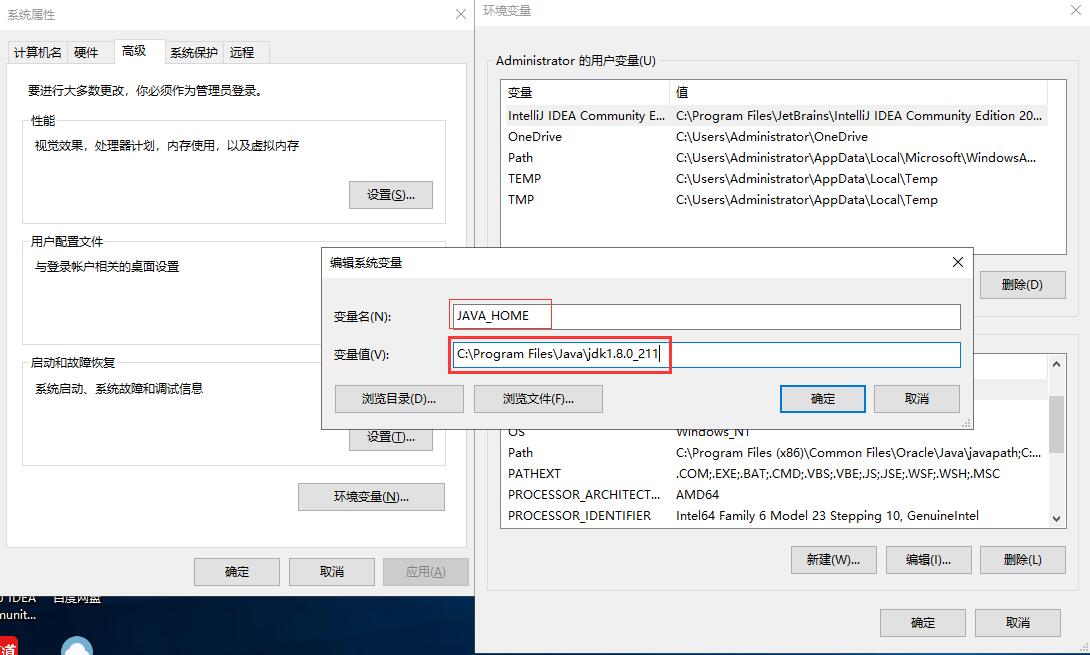 系统属性
计算机名
硬件
高级
系统保护
远程
要进行大多数更改，你必须作为管理员登录。
性能
视觉效果，处理器计划，内存使用，以及虚拟内存
设置(S)...
用户配置文件
与登录帐户相关的桌面设置
启动和故障恢复
系统启动、系统故障和调试信息
设置(T)...
环境变量(N)...
确定
取消
应用(A)
环境变量
Administrator 的用户变量(U)
变量 值
IntelliJ IDEA Community E... C:\Program Files\JetBrains\IntelliJ IDEA Community Edition 20...
OneDrive C:\Users\Administrator\OneDrive
Path C:\Users\Administrator\AppData\Local\Microsoft\WindowsA...
TEMP C:\Users\Administrator\AppData\Local\Temp
TMP C:\Users\Administrator\AppData\Local\Temp
删除(D)
编辑系统变量
变量名(N):
JAVA_HOME
变量值(V):
C:\Program Files\Java\jdk1.8.0_211
浏览目录(D)...
浏览文件(F)...
确定
取消
OS Windows_NT
Path C:\Program Files (x86)\Common Files\Oracle\Java\javapath;C:...
PATHEXT .COM;.EXE;.BAT;.CMD;.VBS;.VBE;.JS;.JSE;.WSF;.WSH;.MSC
PROCESSOR_ARCHITECT... AMD64
PROCESSOR_IDENTIFIER Intel64 Family 6 Model 23 Stepping 10, GenuineIntel
新建(W)...
编辑(I)...
删除(L)
确定
取消
J IDEA
munit...
百度网盘
道